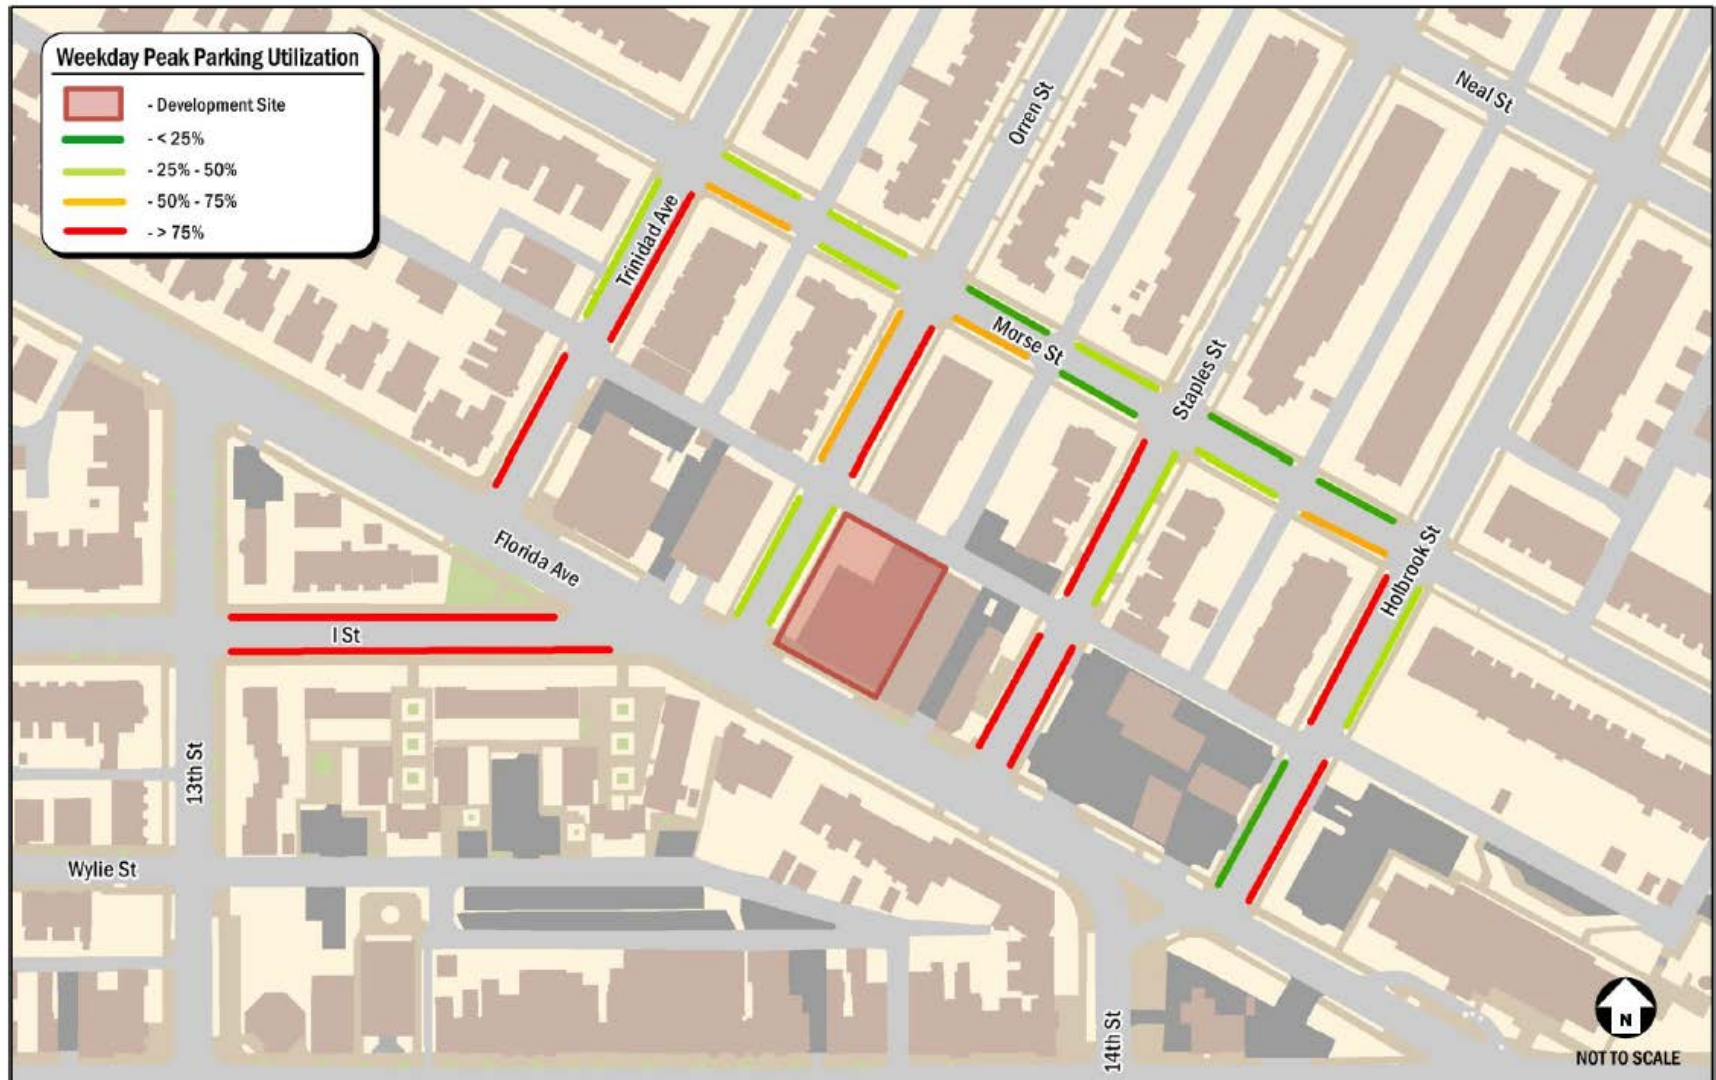 Weekday Peak Parking Utilization
- Development Site
- < 25%
- 25% - 50%
- 50% - 75%
- > 75%
Neal St
Orren St
Trinidad Ave
Morse St
Staples St
Holbrook St
Florida Ave
I St
13th St
Wylie St
14th St
N
NOT TO SCALE